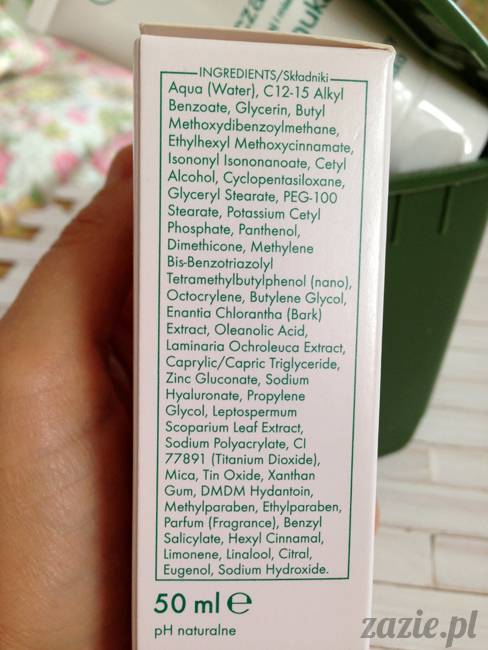 INGREDIENTS/Składniki
Aqua (Water), C12-15 Alkyl
Benzoate, Glycerin, Butyl
Methoxydibenzoylmethane,
Ethylhexyl Methoxycinnamate,
Isononyl Isononanoate, Cetyl
Alcohol, Cyclopentasiloxane,
Glyceryl Stearate, PEG-100
Stearate, Potassium Cetyl
Phosphate, Panthenol,
Dimethicone, Methylene
Bis-Benzotriazolyl
Tetramethylbutylphenol (nano),
Octocrylene, Butylene Glycol,
Enantia Chlorantha (Bark)
Extract, Oleanolic Acid,
Laminaria Ochroleuca Extract,
Caprylic/Capric Triglyceride,
Zinc Gluconate, Sodium
Hyaluronate, Propylene
Glycol, Leptospermum
Scoparium Leaf Extract,
Sodium Polyacrylate, CI
77891 (Titanium Dioxide),
Mica, Tin Oxide, Xanthan
Gum, DMDM Hydantoin,
Methylparaben, Ethylparaben,
Parfum (Fragrance), Benzyl
Salicylate, Hexyl Cinnamal,
Limonene, Linalool, Citral,
Eugenol, Sodium Hydroxide.
50 ml e
pH naturalne
zazie.pl